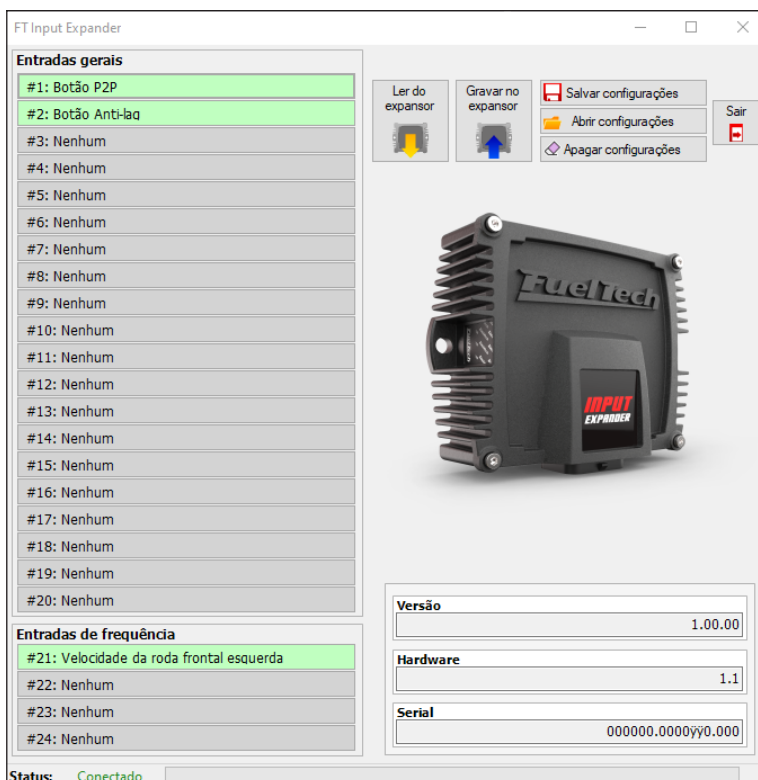 FT Input Expander
Entradas gerais
#1: Botão P2P
#2: Botão Anti-lag
#3: Nenhum
#4: Nenhum
#5: Nenhum
#6: Nenhum
#7: Nenhum
#8: Nenhum
#9: Nenhum
#10: Nenhum
#11: Nenhum
#12: Nenhum
#13: Nenhum
#14: Nenhum
#15: Nenhum
#16: Nenhum
#17: Nenhum
#18: Nenhum
#19: Nenhum
#20: Nenhum
Entradas de frequência
#21: Velocidade da roda frontal esquerda
#22: Nenhum
#23: Nenhum
#24: Nenhum
Ler do
expansor
Gravar no
expansor
Salvar configurações
Abrir configurações
Apagar configurações
Sair
FuelTech
INPUT
EXPANDER
Versão
1.00.00
Hardware
1.1
Serial
000000.0000ÿÿ0.000
Status: Conectado